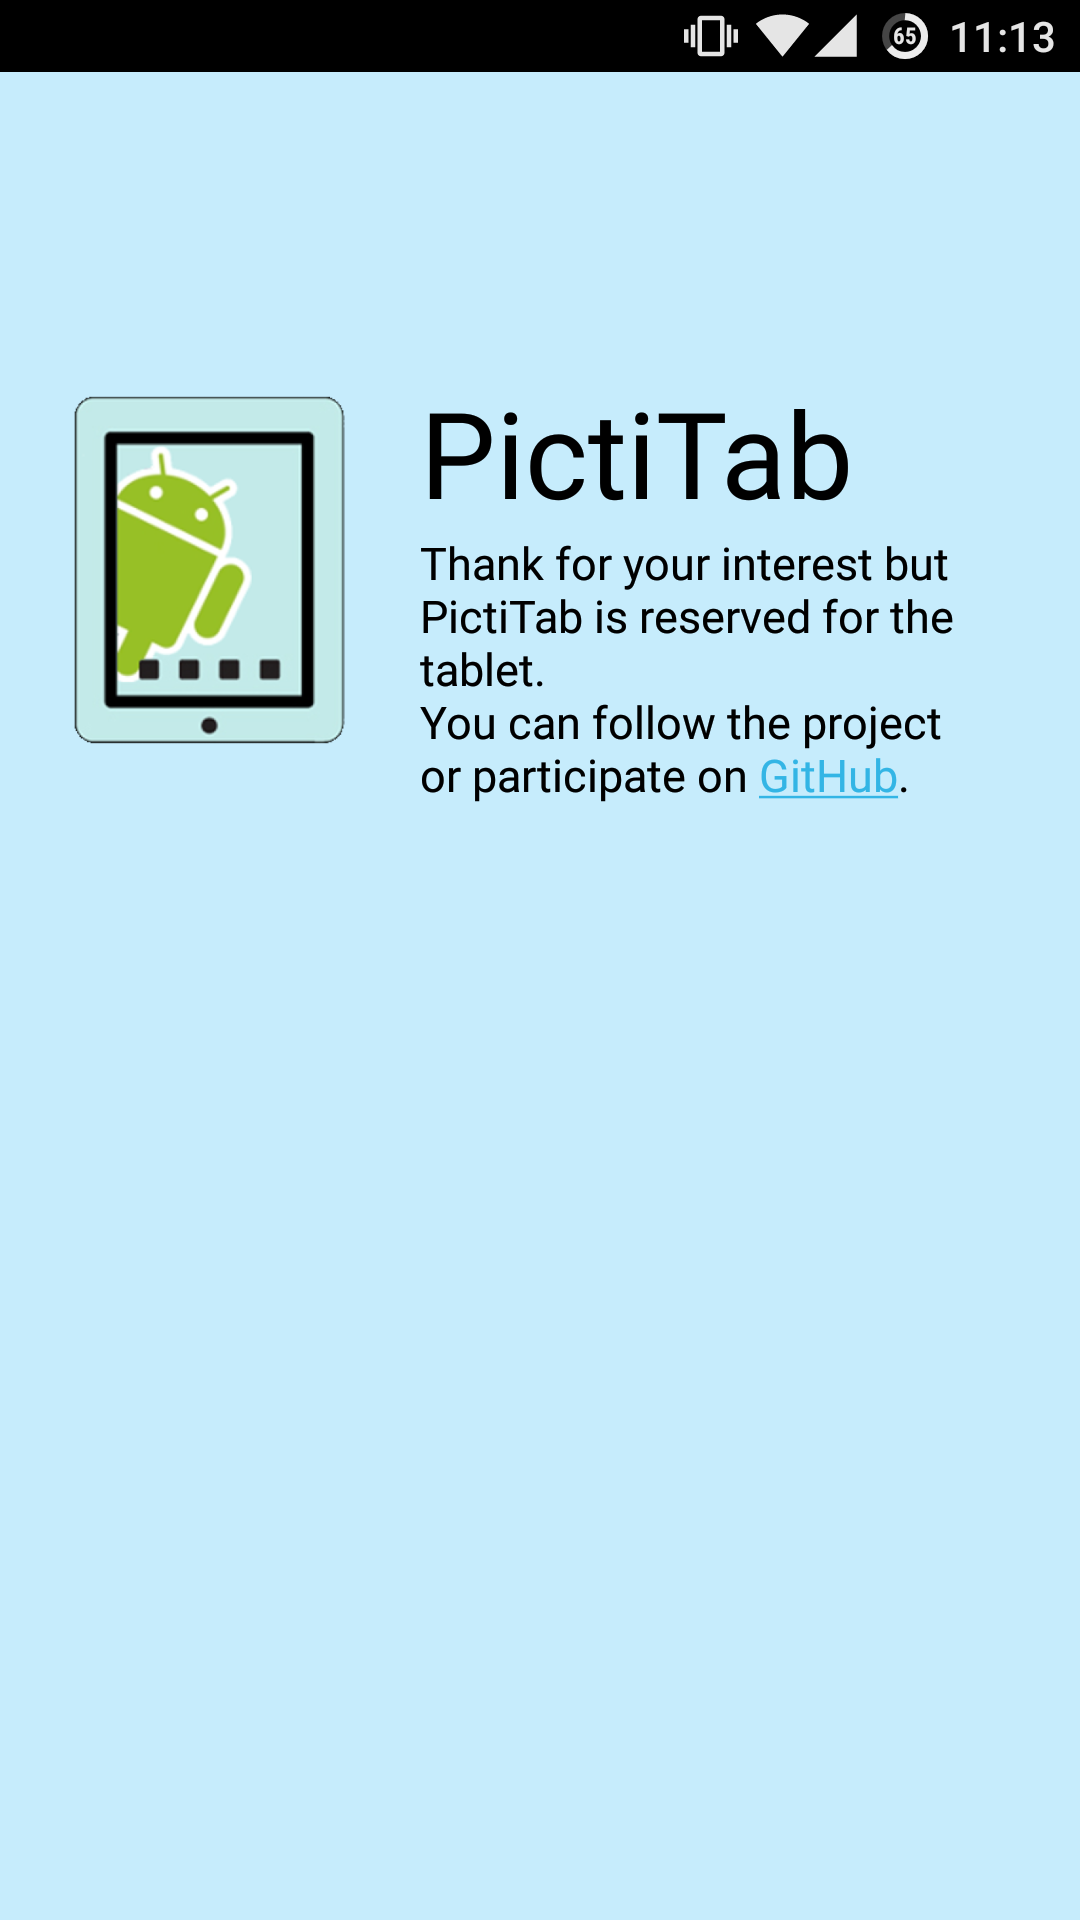 65 11:13
PictiTab
Thank for your interest but
PictiTab is reserved for the
tablet.
You can follow the project
or participate on GitHub.